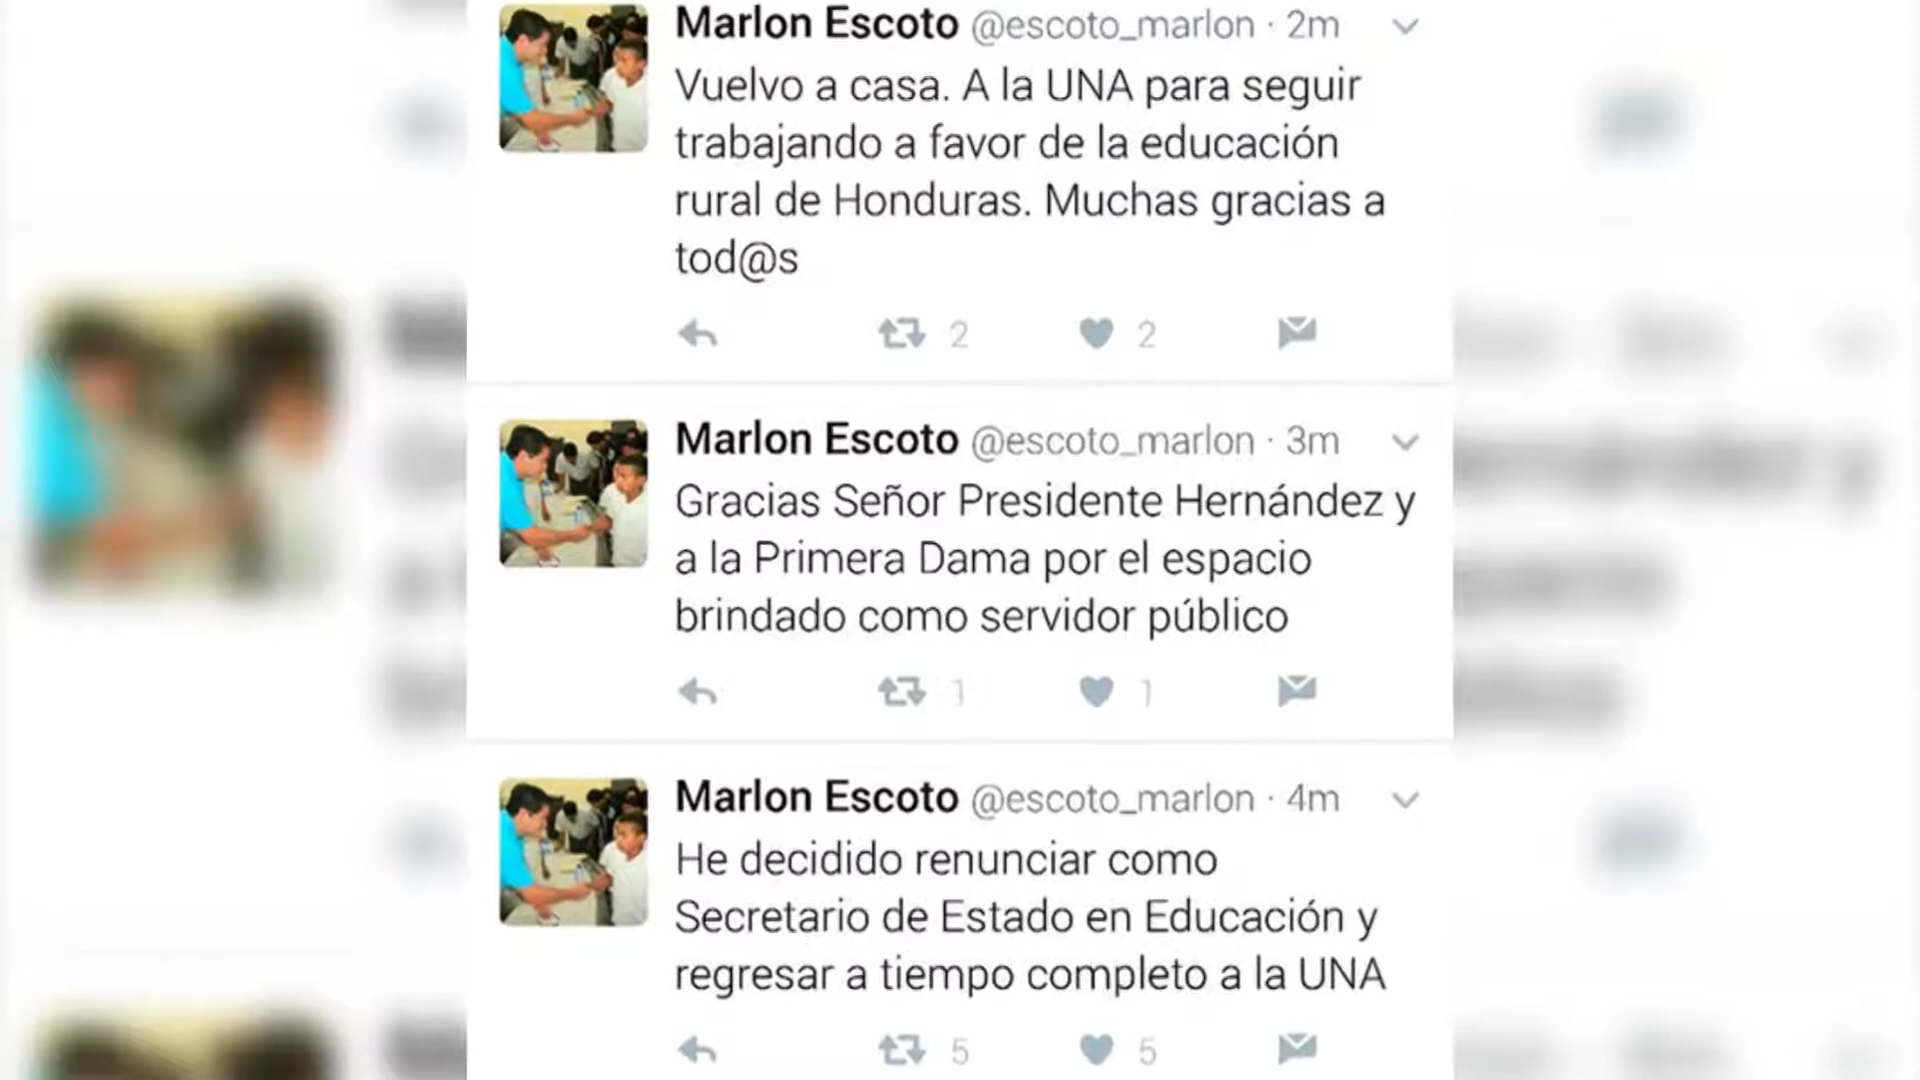 Marlon Escoto @escoto_marlon · 2m
Vuelvo a casa. A la UNA para seguir
trabajando a favor de la educación
rural de Honduras. Muchas gracias a
tod@s
2 2
Marlon Escoto @escoto_marlon · 3m
Gracias Señor Presidente Hernández y
a la Primera Dama por el espacio
brindado como servidor público
1 1
Marlon Escoto @escoto_marlon · 4m
He decidido renunciar como
Secretario de Estado en Educación y
regresar a tiempo completo a la UNA
5 5